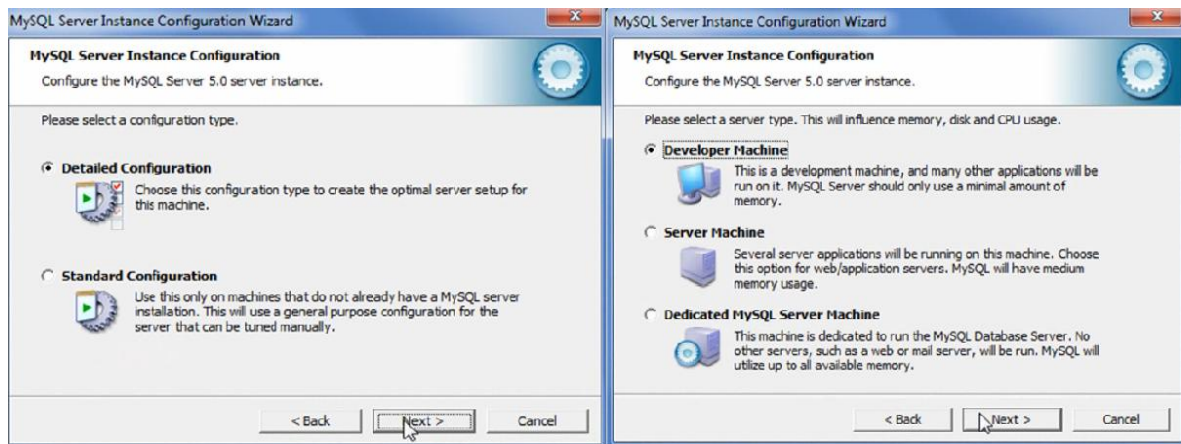 MySQL Server Instance Configuration Wizard
MySQL Server Instance Configuration
Configure the MySQL Server 5.0 server instance.
Please select a configuration type.
Detailed Configuration
Choose this configuration type to create the optimal server setup for
this machine.
Standard Configuration
Use this only on machines that do not already have a MySQL server
installation. This will use a general purpose configuration for the
server that can be tuned manually.
< Back
Next >
Cancel
MySQL Server Instance Configuration Wizard
MySQL Server Instance Configuration
Configure the MySQL Server 5.0 server instance.
Please select a server type. This will influence memory, disk and CPU usage.
Developer Machine
This is a development machine, and many other applications will be
run on it. MySQL Server should only use a minimal amount of
memory.
Server Machine
Several server applications will be running on this machine. Choose
this option for web/application servers. MySQL will have medium
memory usage.
Dedicated MySQL Server Machine
This machine is dedicated to run the MySQL Database Server. No
other servers, such as a web or mail server, will be run. MySQL will
utilize up to all available memory.
< Back
Next >
Cancel